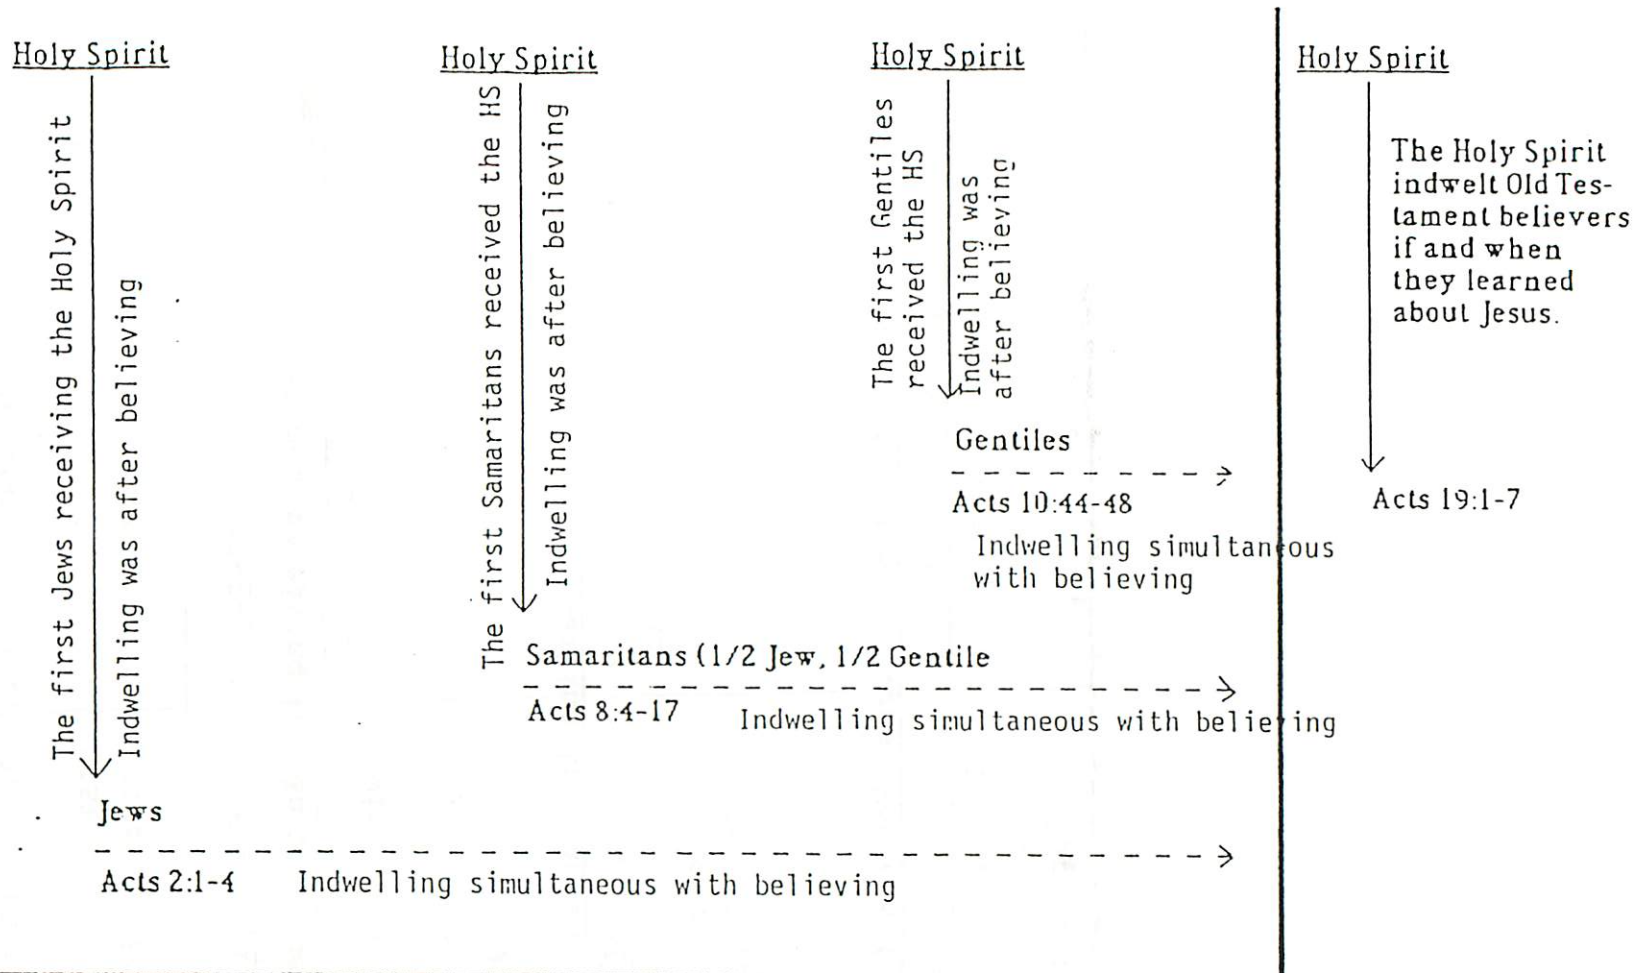 Holy Spirit
The first Jews receiving the Holy Spirit
Indwelling was after believing
Jews
Acts 2:1-4 Indwelling simultaneous with believing
Holy Spirit
The first Samaritans received the HS
Indwelling was after believing
Samaritans (1/2 Jew, 1/2 Gentile
Acts 8:4-17 Indwelling simultaneous with believing
Holy Spirit
The first Gentiles
received the HS
Indwelling was
after believing
Gentiles
Acts 10:44-48
Indwelling simultaneous
with believing
Holy Spirit
The Holy Spirit
indwelt Old Tes-
tament believers
if and when
they learned
about Jesus.
Acts 19:1-7